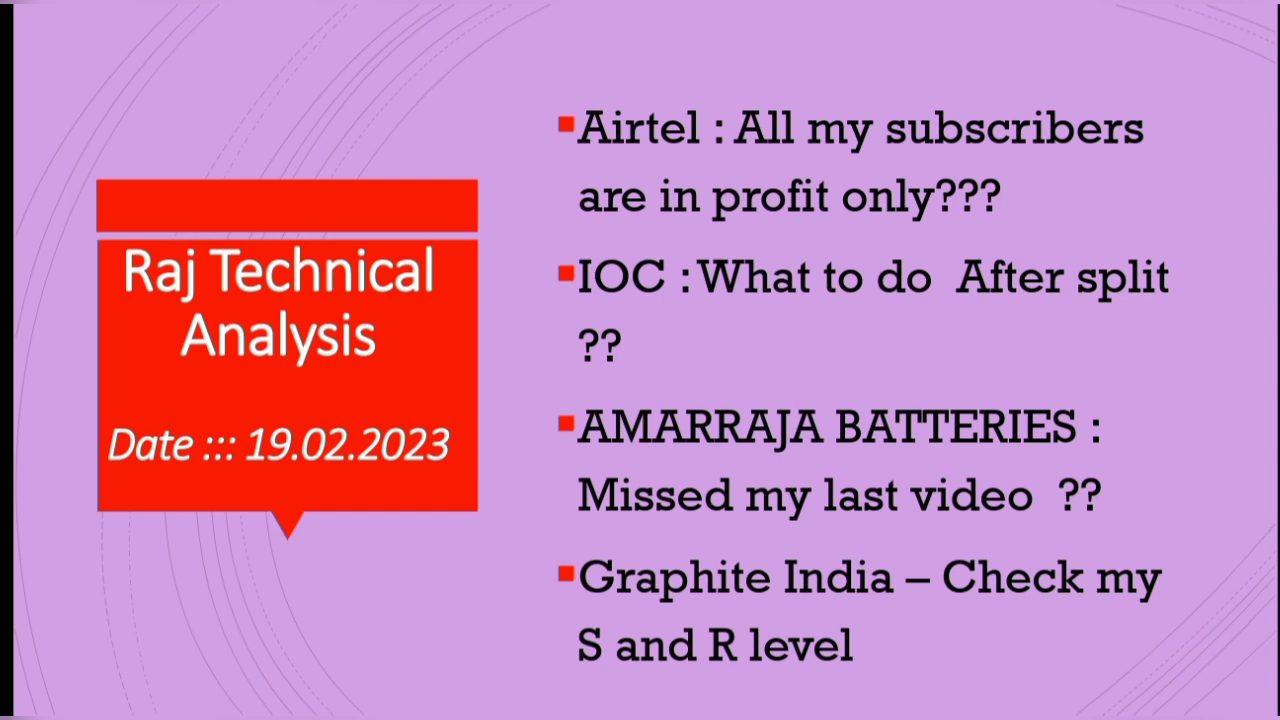 Raj Technical
Analysis
Date ::: 19.02.2023
Airtel : All my subscribers
are in profit only???
IOC : What to do After split
??
AMARRAJA BATTERIES :
Missed my last video ??
Graphite India – Check my
S and R level